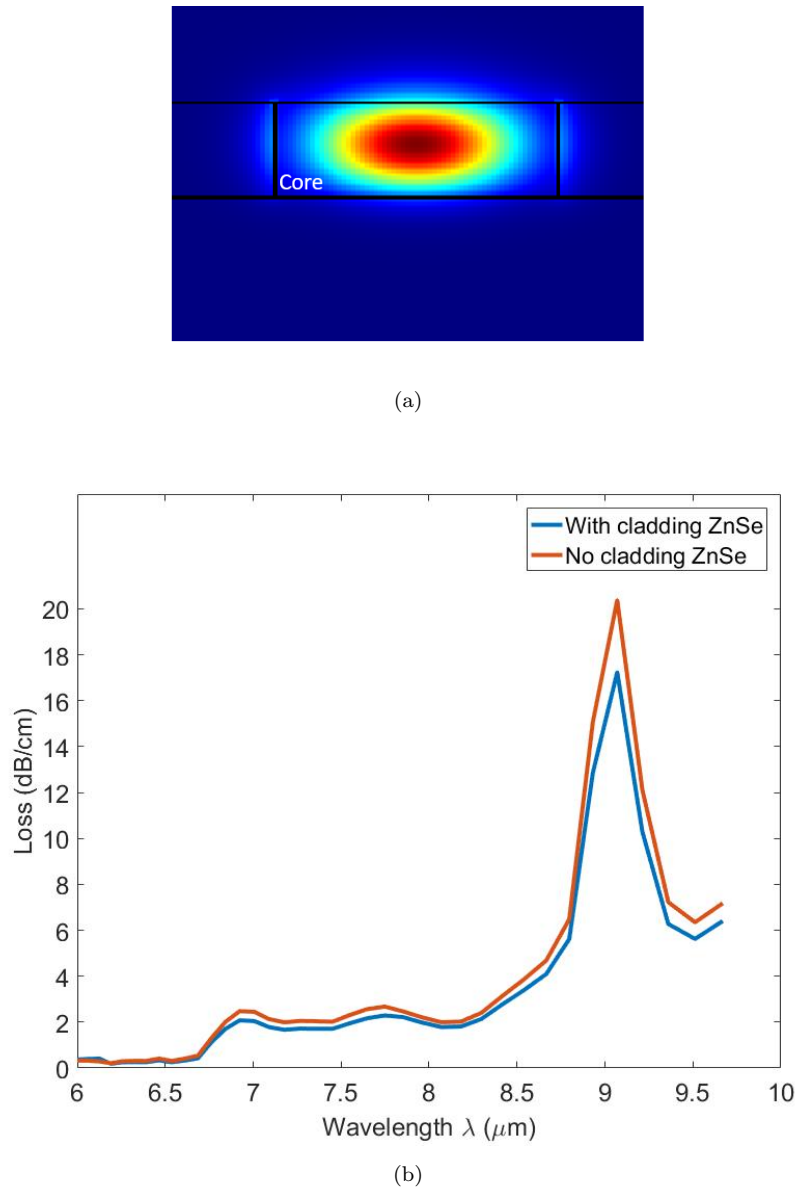 Core
(a)
With cladding ZnSe
No cladding ZnSe
20
18
16
14
12
10
8
6
4
2
0
Loss (dB/cm)
6
6.5
7
7.5
8
8.5
9
9.5
10
Wavelength λ (μm)
(b)